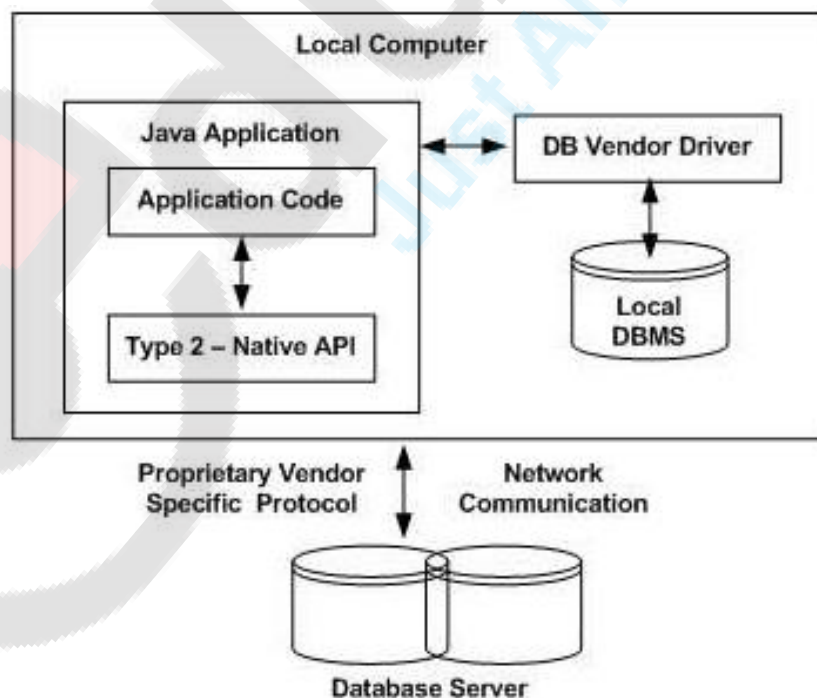 Local Computer
Java Application
DB Vendor Driver
Application Code
Local
DBMS
Type 2 – Native API
Proprietary Vendor
Specific Protocol
Network
Communication
Database Server
Just